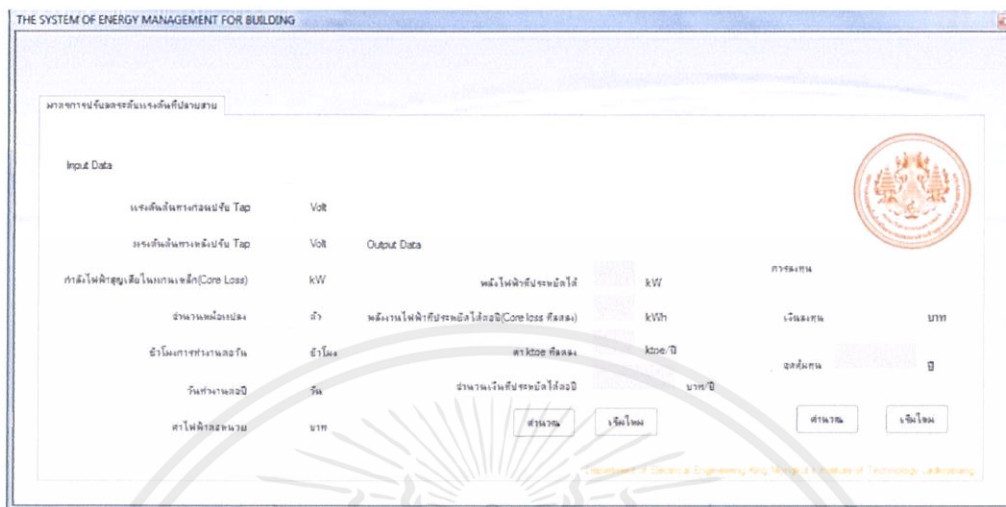 THE SYSTEM OF ENERGY MANAGEMENT FOR BUILDING
มาตรการปรับลดระดับแรงดันที่ปลายสาย
Input Data
แรงดันต้นทางก่อนปรับ Tap Volt
แรงดันต้นทางหลังปรับ Tap Volt
กำลังไฟฟ้าสูญเสียในแกนเหล็ก(Core Loss) kW
จำนวนหม้อแปลง ตัว
ชั่วโมงการทำงานต่อวัน ชั่วโมง
วันทำงานต่อปี วัน
ค่าไฟฟ้าต่อหน่วย บาท
Output Data
พลังไฟฟ้าที่ประหยัดได้ kW
พลังงานไฟฟ้าที่ประหยัดได้ต่อปี(Core loss ที่ลดลง) kWh
ค่า ktoe ที่ลดลง ktoe/ปี
จำนวนเงินที่ประหยัดได้ต่อปี บาท/ปี
คำนวณ เริ่มใหม่
การลงทุน
เงินลงทุน บาท
จุดคุ้มทุน ปี
คำนวณ เริ่มใหม่
Department of Electrical Engineering King Mongkut's Institute of Technology Ladkrabang